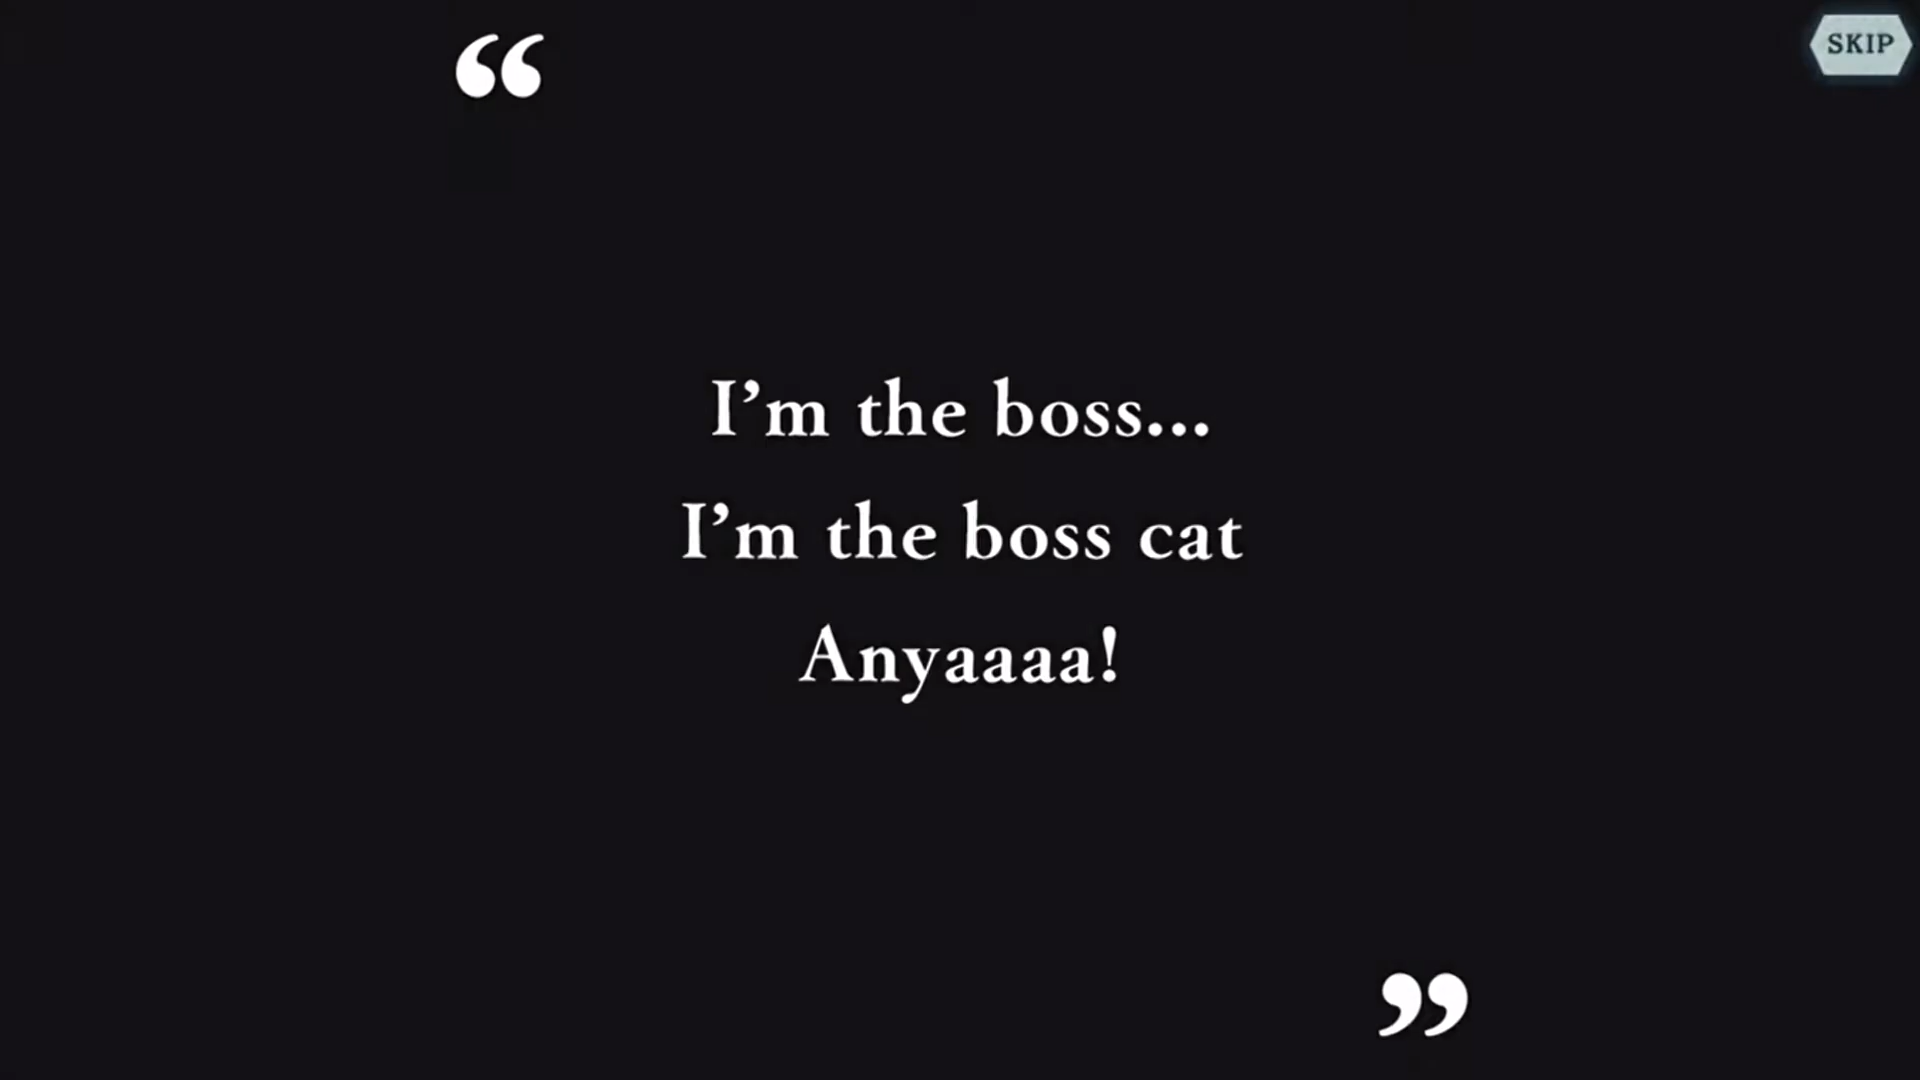 “
SKIP
I’m the boss...
I’m the boss cat
Anyaaaa!
”